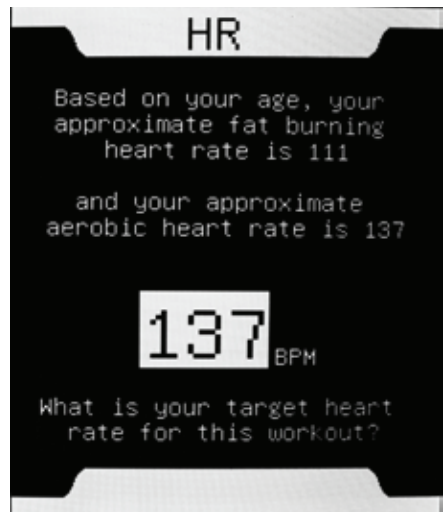 HR
Based on your age, your
approximate fat burning
heart rate is 111
and your approximate
aerobic heart rate is 137
137 BPM
What is your target heart
rate for this workout?